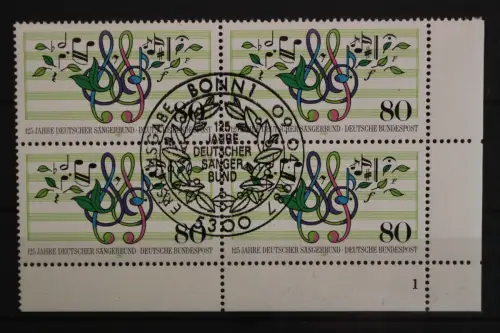 80
125 JAHRE DEUTSCHER SÄNGERBUND · DEUTSCHE BUNDESPOST
80
125 JAHRE DEUTSCHER SÄNGERBUND · DEUTSCHE BUNDESPOST
BONN 1
125
JAHRE
DEUTSCHER
SÄNGER
BUND
5300
80
125 JAHRE DEUTSCHER SÄNGERBUND · DEUTSCHE BUNDESPOST
80
125 JAHRE DEUTSCHER SÄNGERBUND · DEUTSCHE BUNDESPOST
1